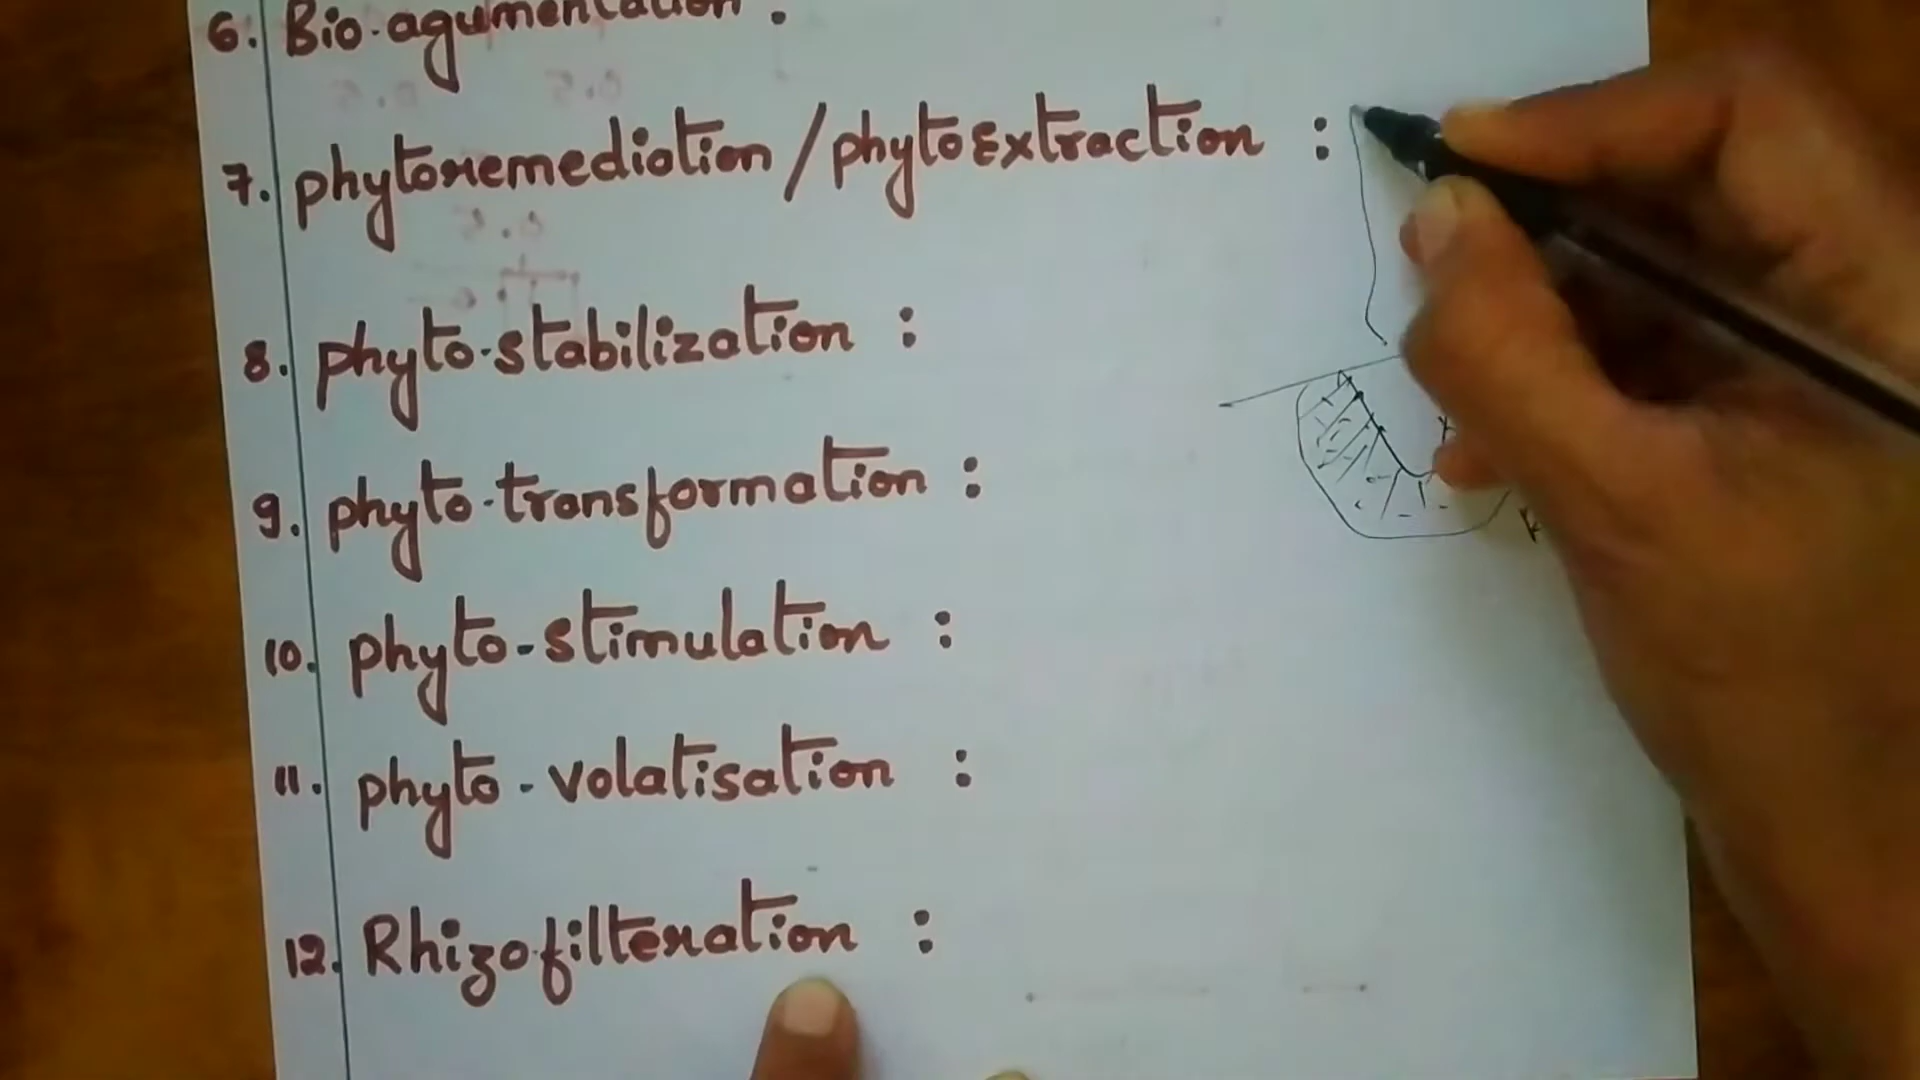 6. Bio.agumentation :
7. phytoremediation / phytoExtraction :
8. phyto-stabilization :
9. phyto-transformation :
10. phyto-stimulation :
11. phyto-volatisation :
12. Rhizofilteration :